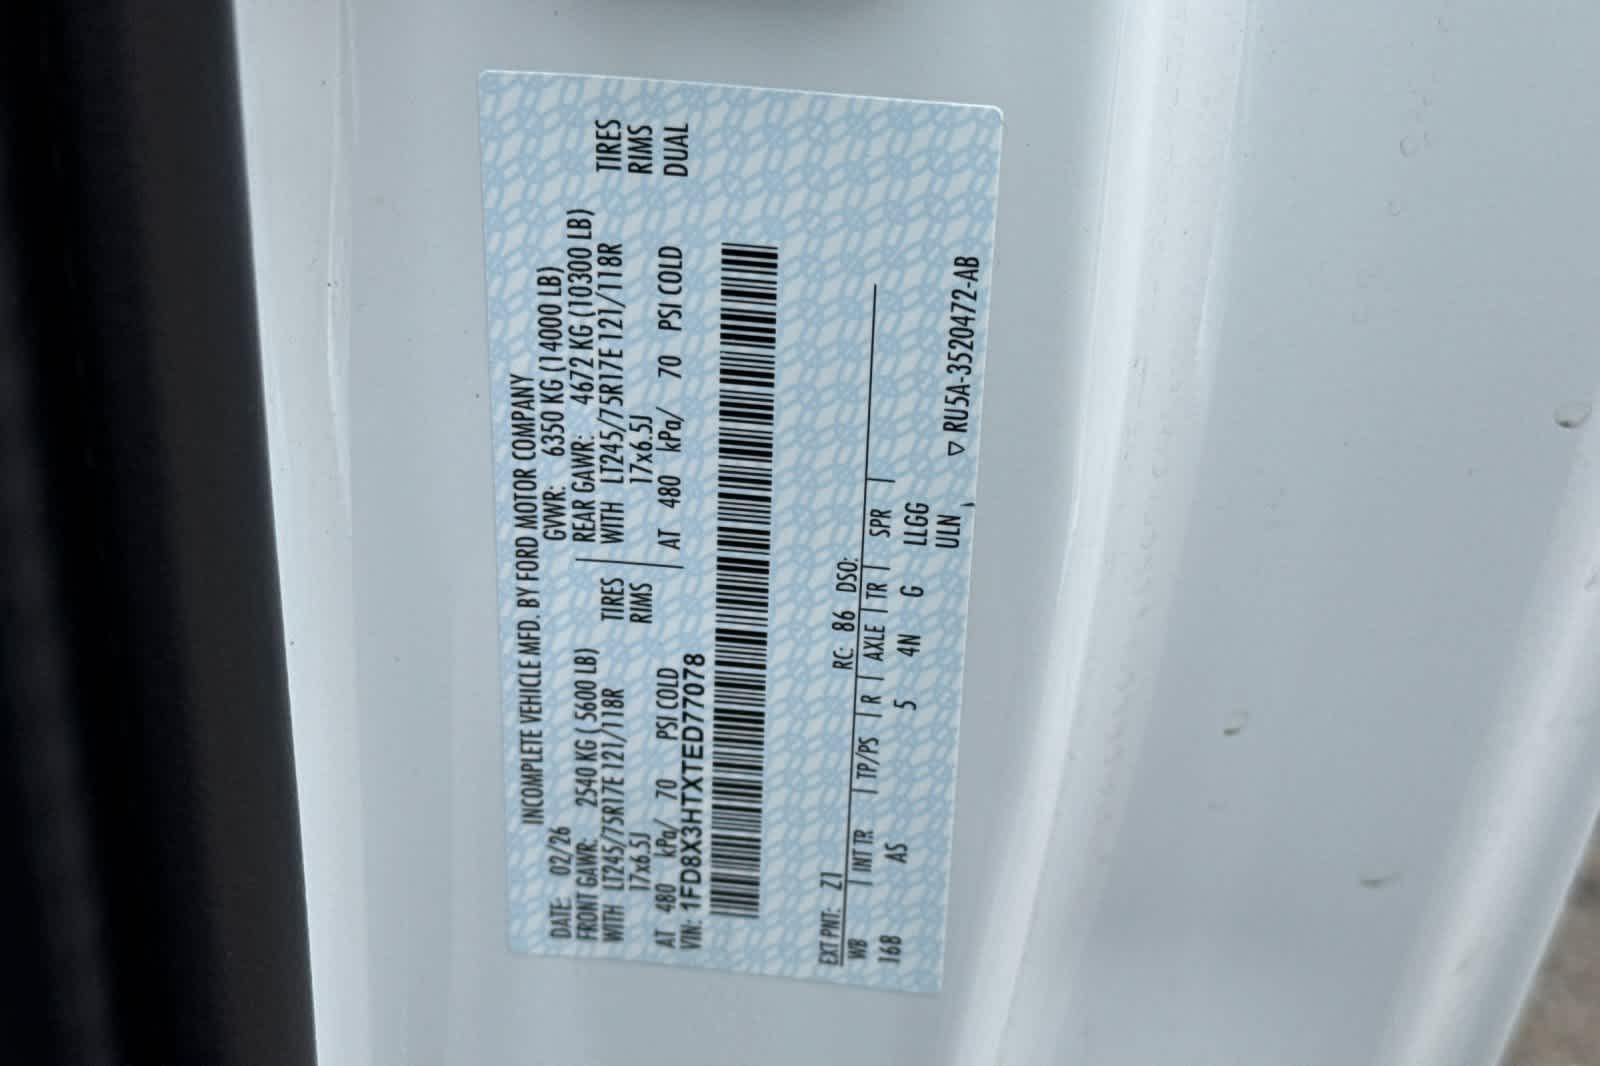 INCOMPLETE VEHICLE MFD. BY FORD MOTOR COMPANY
DATE: 02/26 GVWR: 6350 KG (14000 LB)
FRONT GAWR: 2540 KG ( 5600 LB) REAR GAWR: 4672 KG (10300 LB)
WITH LT245/75R17E 121/118R TIRES WITH LT245/75R17E 121/118R TIRES
17x6.5J RIMS 17x6.5J RIMS
AT 480 kPa/ 70 PSI COLD AT 480 kPa/ 70 PSI COLD DUAL
VIN: 1FD8X3HTXTED77078
EXT PNT: Z1 RC: 86 DSO:
WB | INT TR | TP/PS | R | AXLE | TR | SPR |
168 AS 5 4N G LLGG
ULN
▽ RU5A-3520472-AB